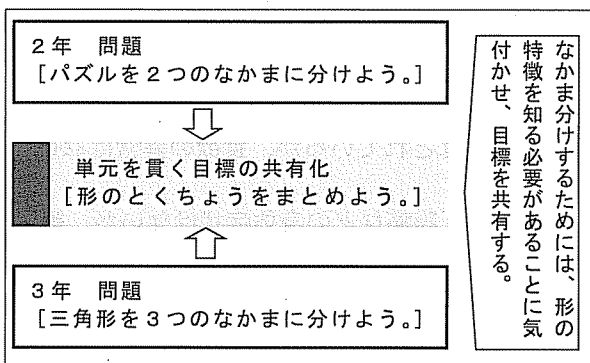 ２年　問題
［パズルを２つのなかまに分けよう。］
単元を貫く目標の共有化
［形のとくちょうをまとめよう。］
３年　問題
［三角形を３つのなかまに分けよう。］
なかま分けするためには、形の
特徴を知る必要があることに気
付かせ、目標を共有する。